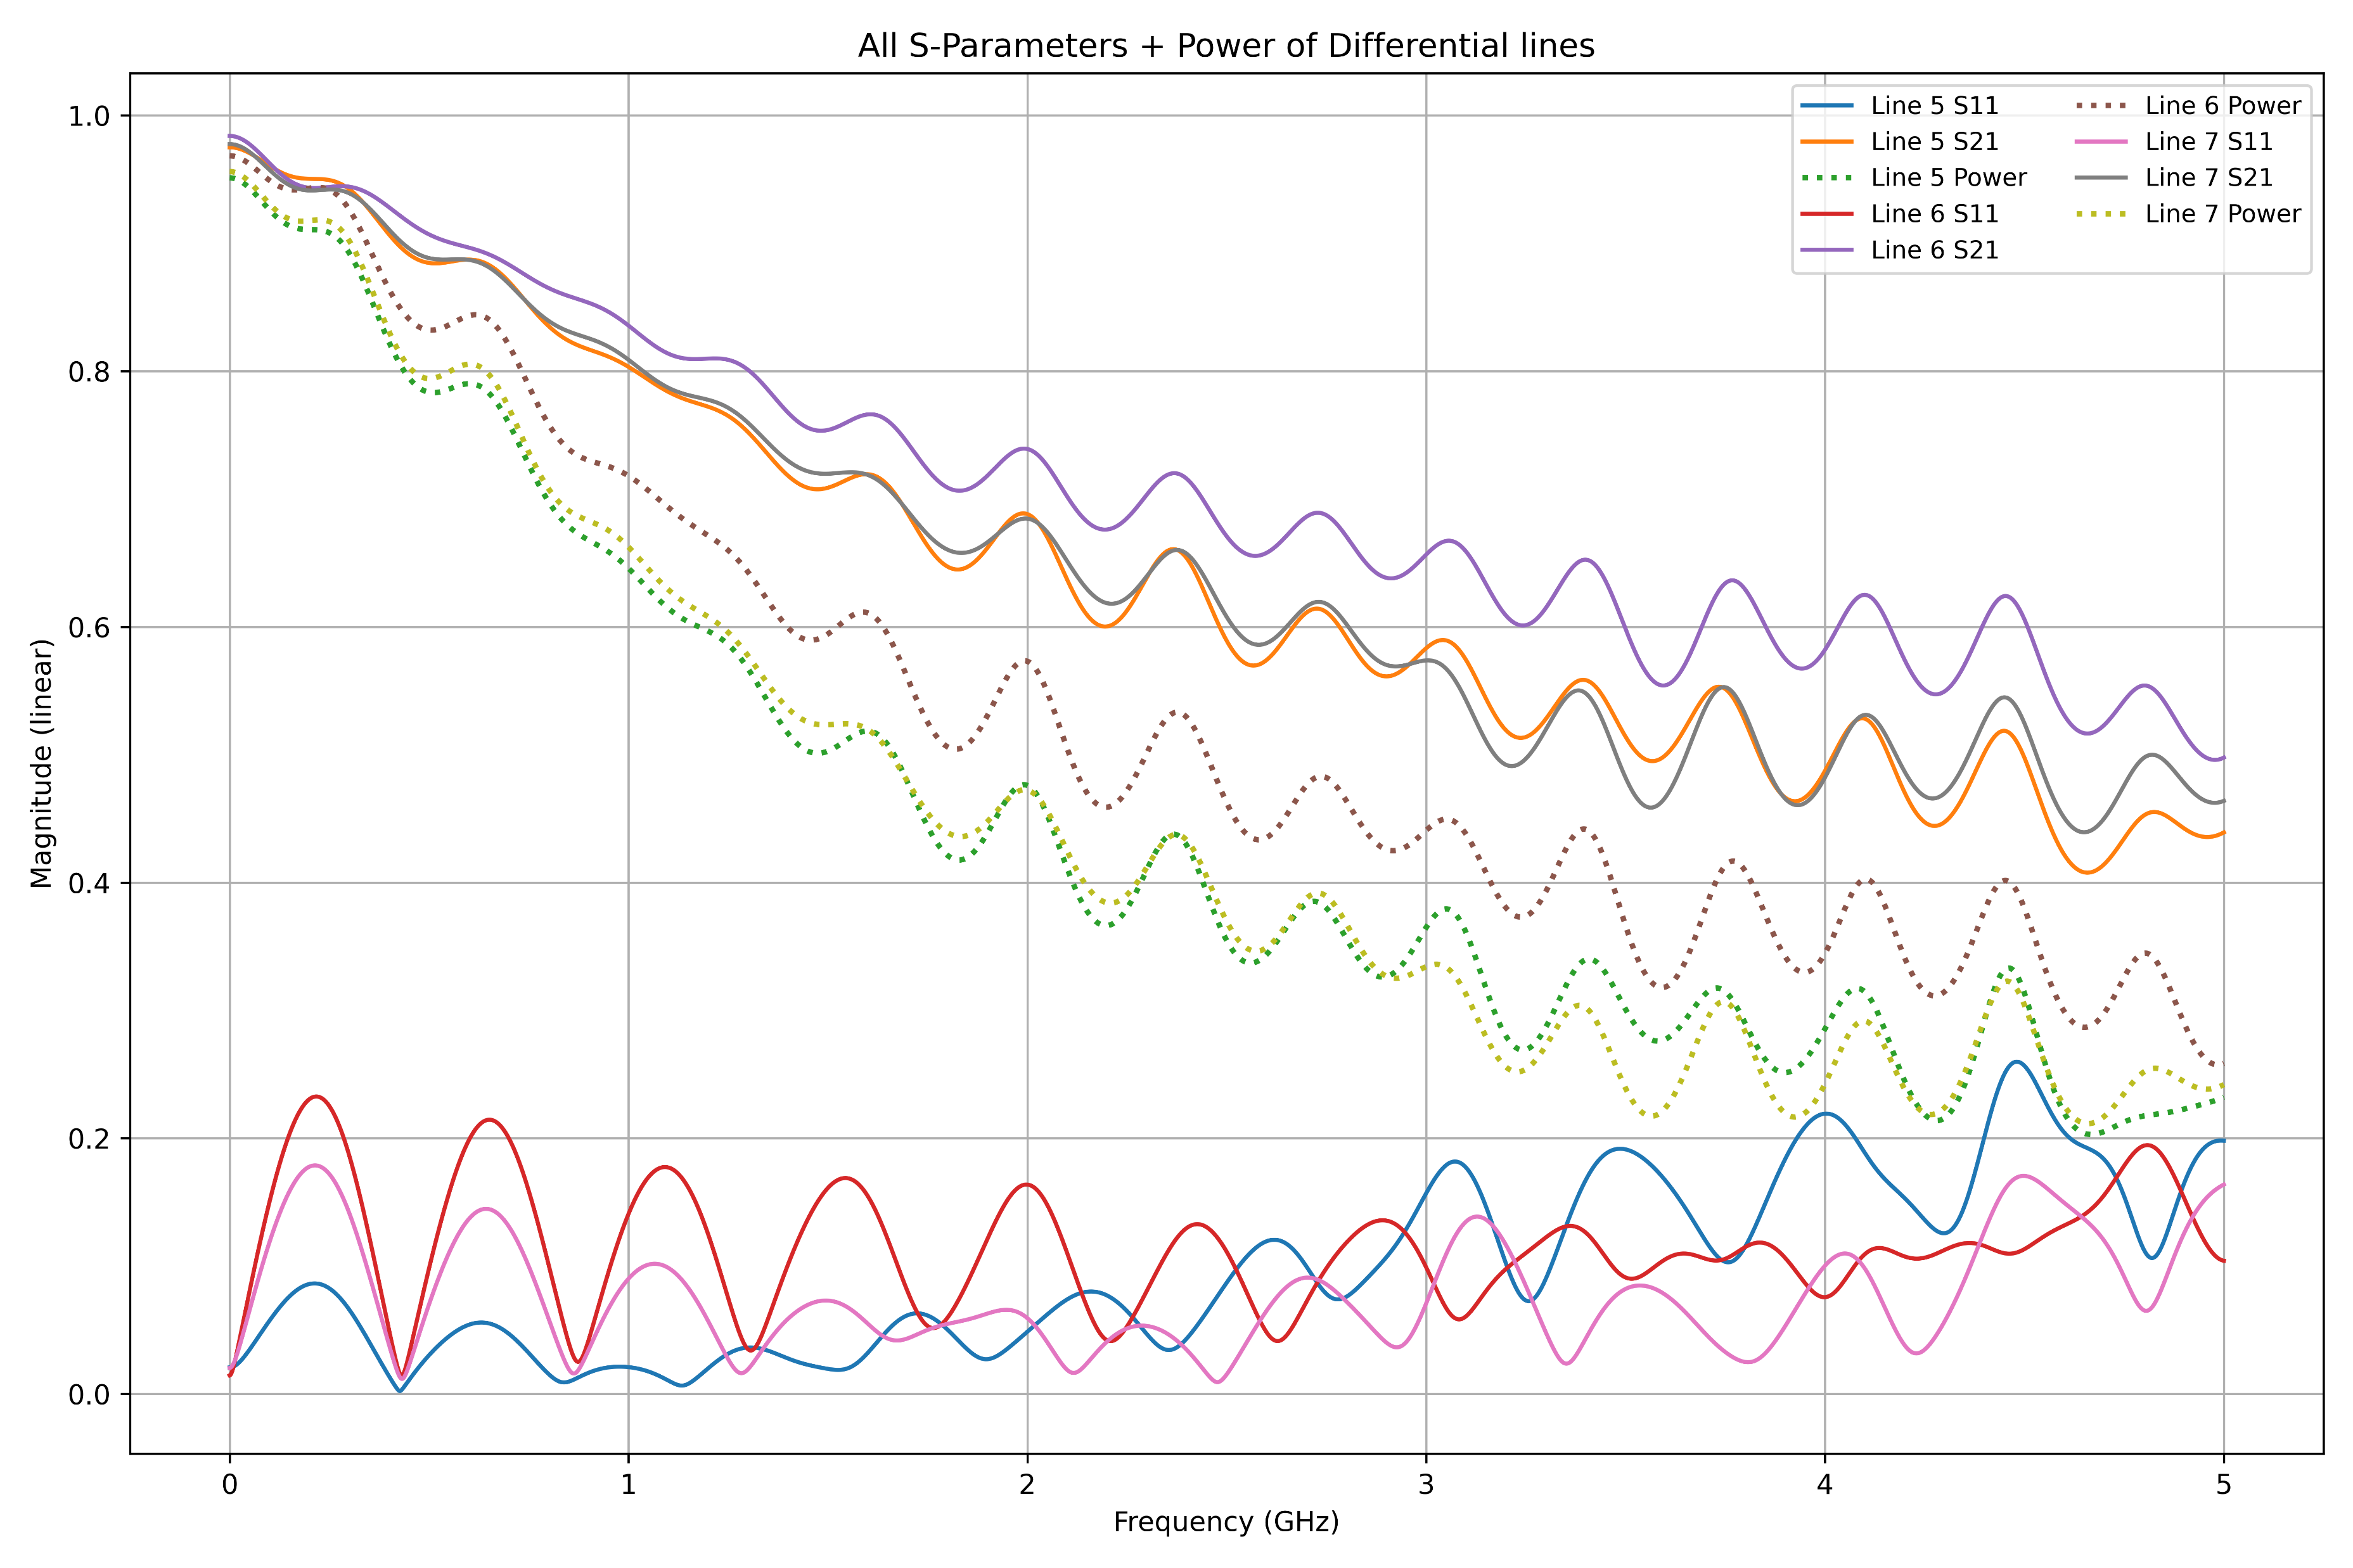 All S-Parameters + Power of Differential lines
Magnitude (linear)
1.0
0.8
0.6
0.4
0.2
0.0
Line 5 S11
Line 5 S21
Line 5 Power
Line 6 S11
Line 6 S21
Line 6 Power
Line 7 S11
Line 7 S21
Line 7 Power
0 1 2 3 4 5
Frequency (GHz)